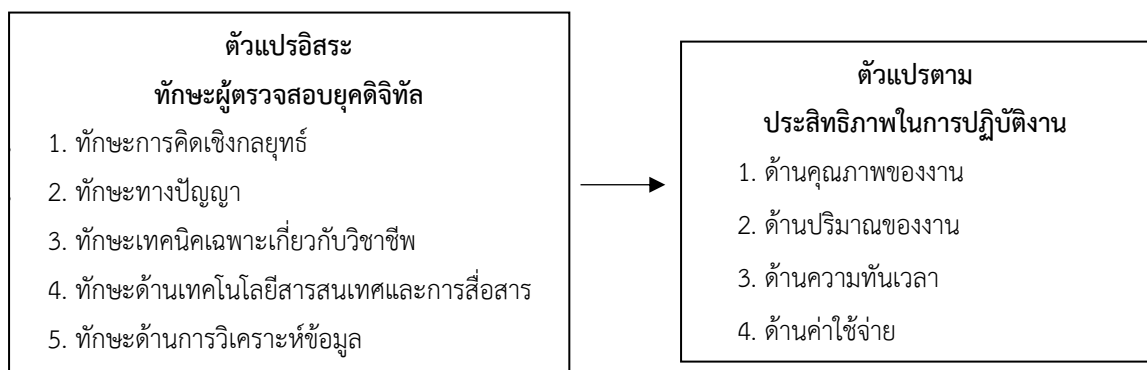 ตัวแปรอิสระ
ทักษะผู้ตรวจสอบยุคดิจิทัล
1. ทักษะการคิดเชิงกลยุทธ์
2. ทักษะทางปัญญา
3. ทักษะเทคนิคเฉพาะเกี่ยวกับวิชาชีพ
4. ทักษะด้านเทคโนโลยีสารสนเทศและการสื่อสาร
5. ทักษะด้านการวิเคราะห์ข้อมูล
ตัวแปรตาม
ประสิทธิภาพในการปฏิบัติงาน
1. ด้านคุณภาพของงาน
2. ด้านปริมาณของงาน
3. ด้านความทันเวลา
4. ด้านค่าใช้จ่าย